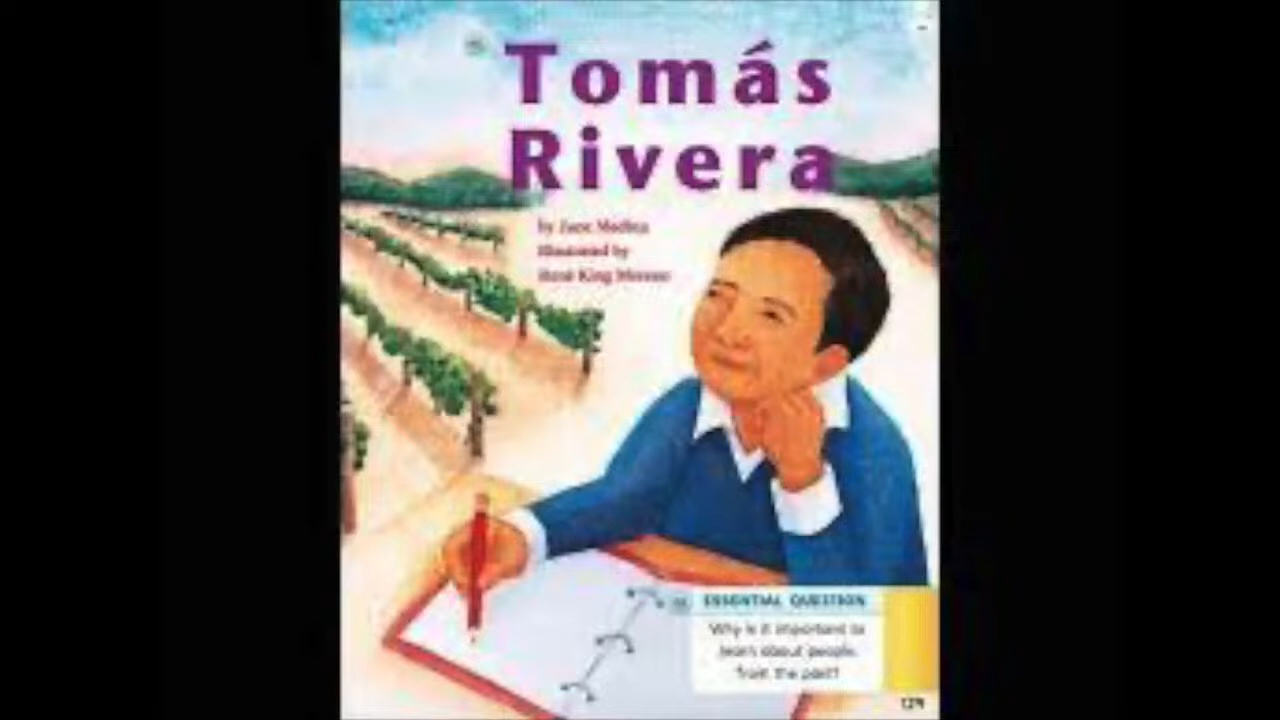 Tomás
Rivera
by Jane Medina
Illustrated by
René King Moreno
ESSENTIAL QUESTION
Why is it important to
learn about people
from the past?
129